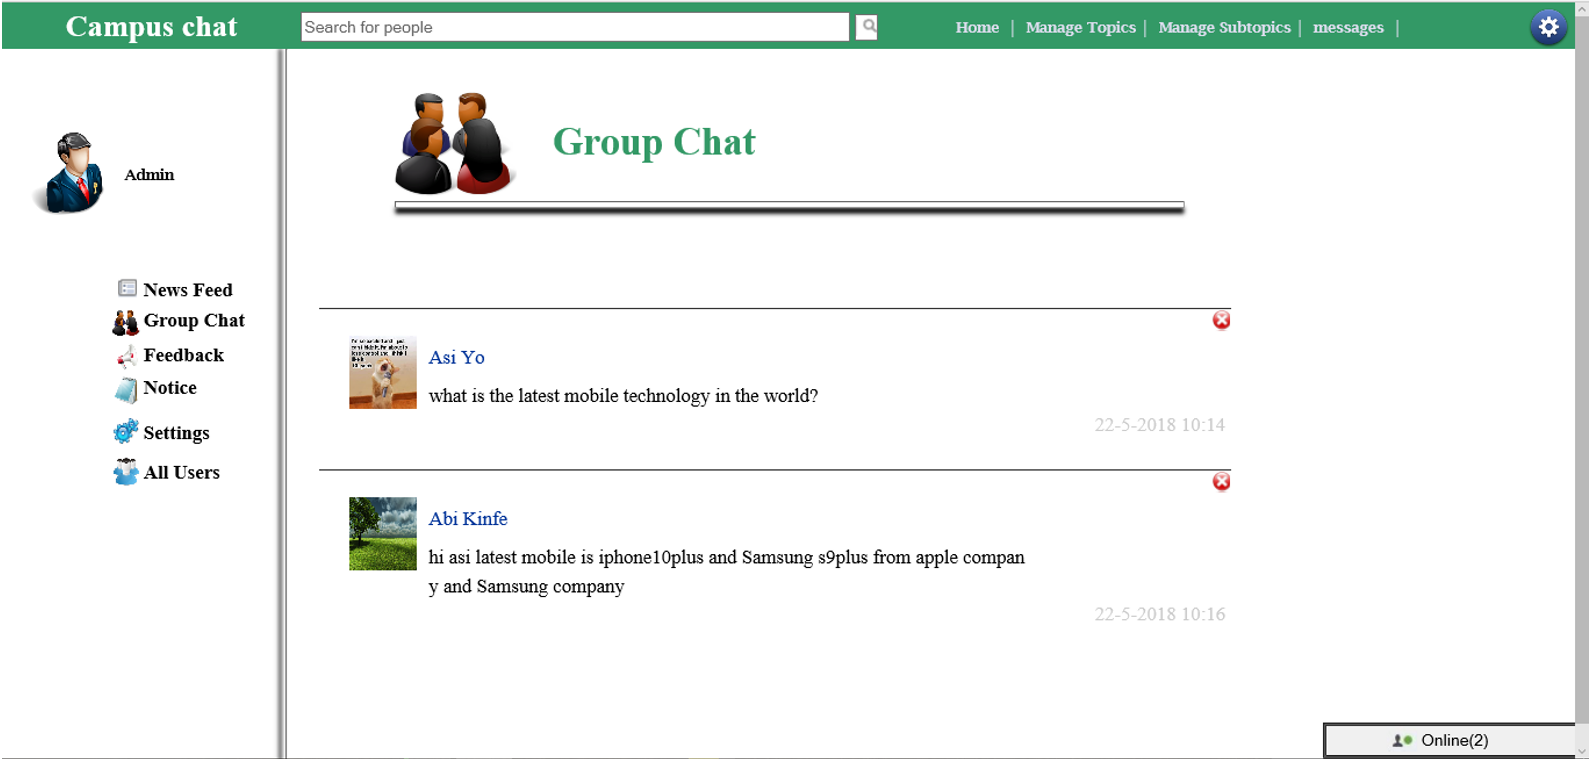 Campus chat
Search for people
Home | Manage Topics | Manage Subtopics | messages |
Admin
News Feed
Group Chat
Feedback
Notice
Settings
All Users
Group Chat
Asi Yo
what is the latest mobile technology in the world?
22-5-2018 10:14
Abi Kinfe
hi asi latest mobile is iphone10plus and Samsung s9plus from apple compan
y and Samsung company
22-5-2018 10:16
Online(2)